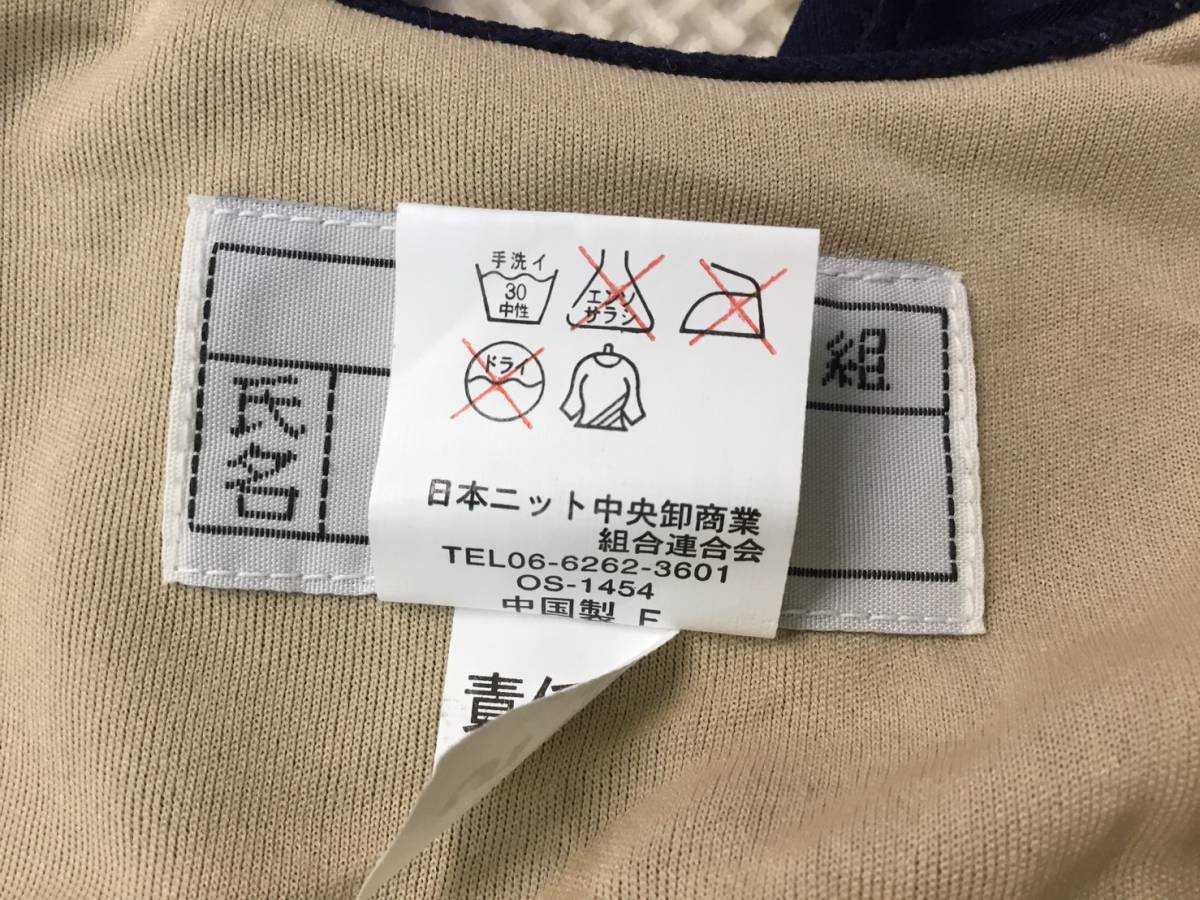 手洗イ
30
中性
エンソ
サラシ
ドライ
組
氏
名
日本ニット中央卸商業
組合連合会
TEL06-6262-3601
OS-1454
中国製 F
責